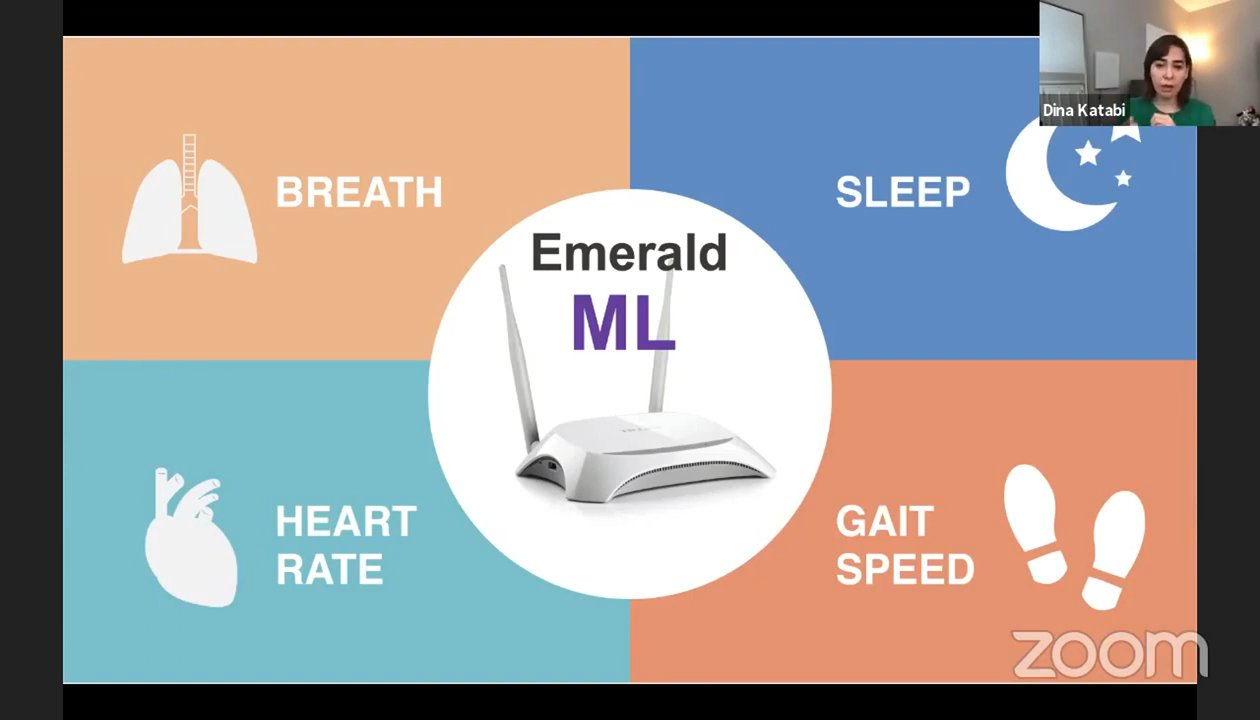 Dina Katabi
BREATH
SLEEP
Emerald
ML
HEART
RATE
GAIT
SPEED
zoom